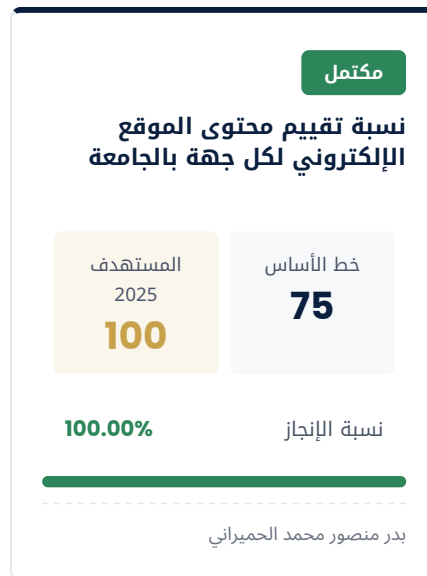 مكتمل
نسبة تقييم محتوى الموقع
الإلكتروني لكل جهة بالجامعة
خط الأساس
75
المستهدف
2025
100
نسبة الإنجاز
100.00%
بدر منصور محمد الحميراني